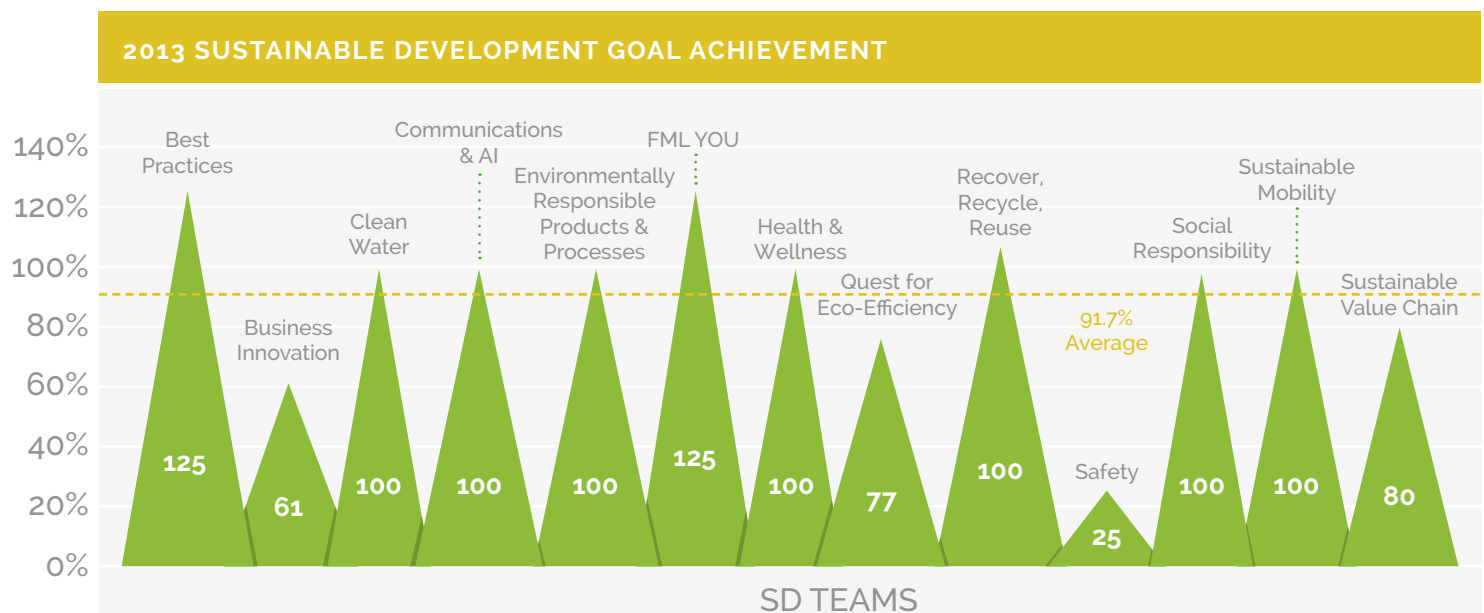 2013 SUSTAINABLE DEVELOPMENT GOAL ACHIEVEMENT
140%
120%
100%
80%
60%
40%
20%
0%
Best
Practices
125
Business
Innovation
61
Clean
Water
100
Communications
& AI
100
Environmentally
Responsible
Products &
Processes
100
FML YOU
125
Health &
Wellness
100
Quest for
Eco-Efficiency
77
Recover,
Recycle,
Reuse
100
91.7%
Average
Safety
25
Social
Responsibility
100
Sustainable
Mobility
100
Sustainable
Value Chain
80
SD TEAMS